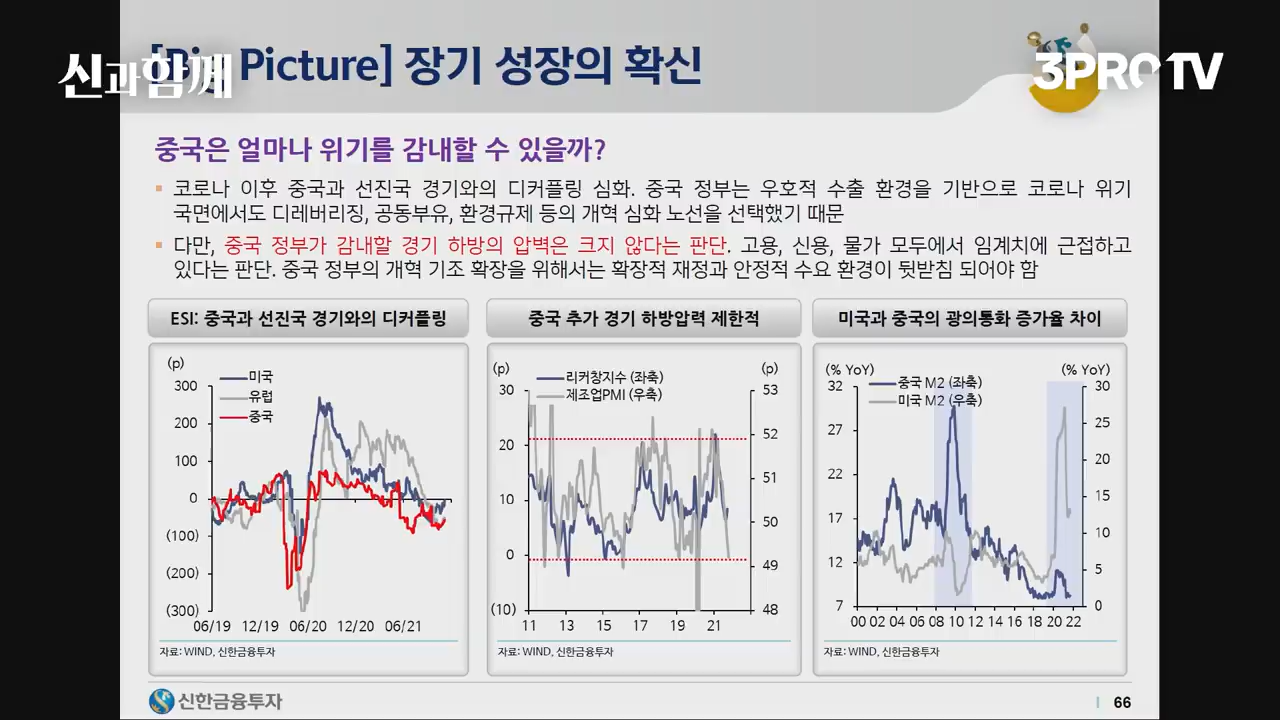 [Big Picture] 장기 성장의 확신
신과함께
3PROTV
중국은 얼마나 위기를 감내할 수 있을까?
코로나 이후 중국과 선진국 경기와의 디커플링 심화. 중국 정부는 우호적 수출 환경을 기반으로 코로나 위기
국면에서도 디레버리징, 공동부유, 환경규제 등의 개혁 심화 노선을 선택했기 때문
다만, 중국 정부가 감내할 경기 하방의 압벽은 크지 않다는 판단. 고용, 신용, 물가 모두에서 임계치에 근접하고
있다는 판단. 중국 정부의 개혁 기조 확장을 위해서는 확장적 재정과 안정적 수요 환경이 뒷받침 되어야 함
ESI: 중국과 선진국 경기와의 디커플링
(p)
미국
유럽
중국
300
200
100
0
(100)
(200)
(300)
06/19 12/19 06/20 12/20 06/21
자료: WIND, 신한금융투자
중국 추가 경기 하방압력 제한적
(p) (p)
리커창지수 (좌축)
제조업PMI (우축)
30
20
10
0
(10)
53
52
51
50
49
48
11 13 15 17 19 21
자료: WIND, 신한금융투자
미국과 중국의 광의통화 증가율 차이
(% YoY) (% YoY)
중국 M2 (좌축)
미국 M2 (우축)
32
27
22
17
12
7
30
25
20
15
10
5
0
00 02 04 06 08 10 12 14 16 18 20 22
자료: WIND, 신한금융투자
신한금융투자
66